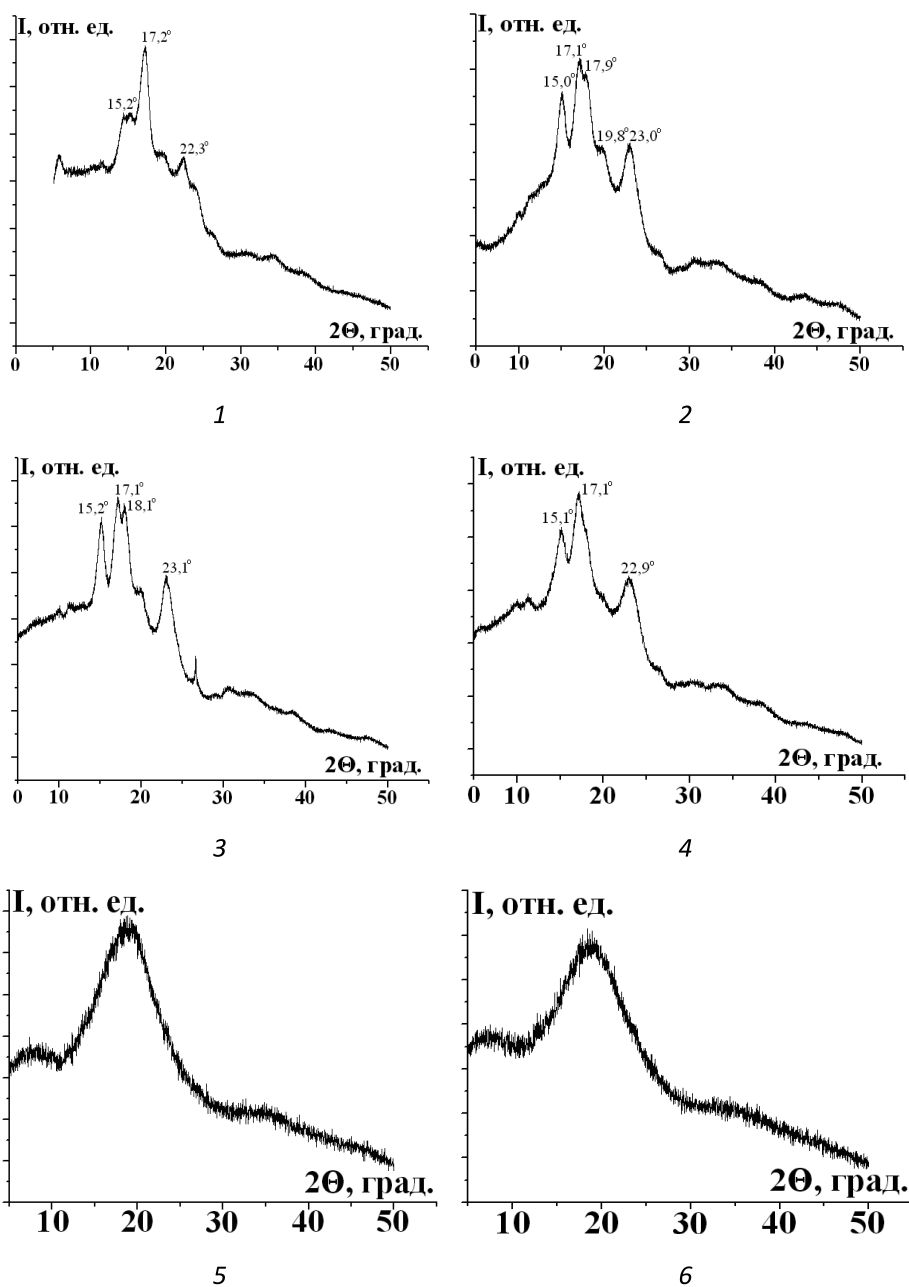 I, отн. ед.
17,2°
15,2°
22,3°
2Θ, град.
0 10 20 30 40 50
1
I, отн. ед.
17,1°
15,0° 17,9°
19,8° 23,0°
2Θ, град.
0 10 20 30 40 50
2
I, отн. ед.
17,1°
15,2° 18,1°
23,1°
2Θ, град.
0 10 20 30 40 50
3
I, отн. ед.
17,1°
15,1°
22,9°
2Θ, град.
0 10 20 30 40 50
4
I, отн. ед.
2Θ, град.
10 20 30 40 50
5
I, отн. ед.
2Θ, град.
10 20 30 40 50
6